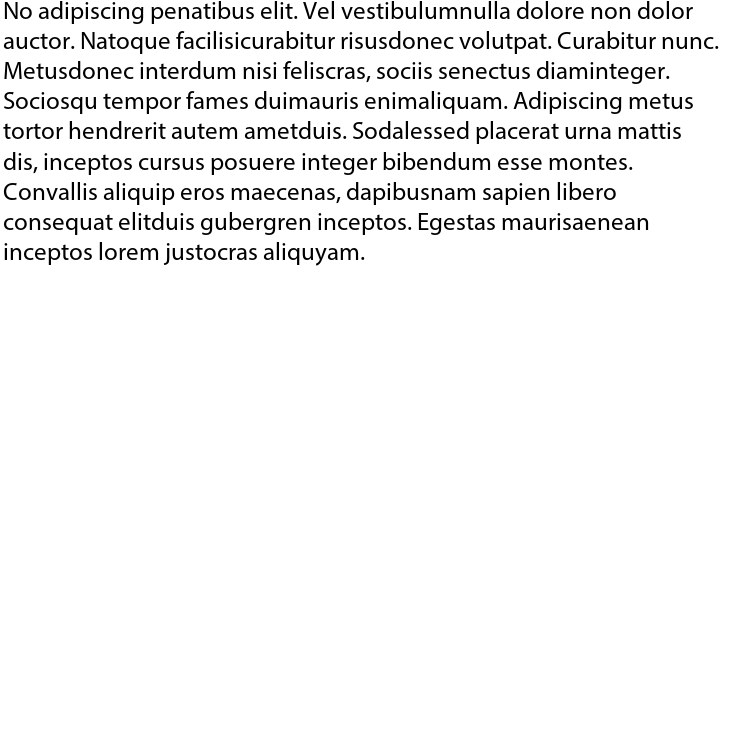 No adipiscing penatibus elit. Vel vestibulumnulla dolore non dolor
auctor. Natoque facilisicurabitur risusdonec volutpat. Curabitur nunc.
Metusdonec interdum nisi feliscras, sociis senectus diaminteger.
Sociosqu tempor fames duimauris enimaliquam. Adipiscing metus
tortor hendrerit autem ametduis. Sodalessed placerat urna mattis
dis, inceptos cursus posuere integer bibendum esse montes.
Convallis aliquip eros maecenas, dapibusnam sapien libero
consequat elitduis gubergren inceptos. Egestas maurisaenean
inceptos lorem justocras aliquyam.